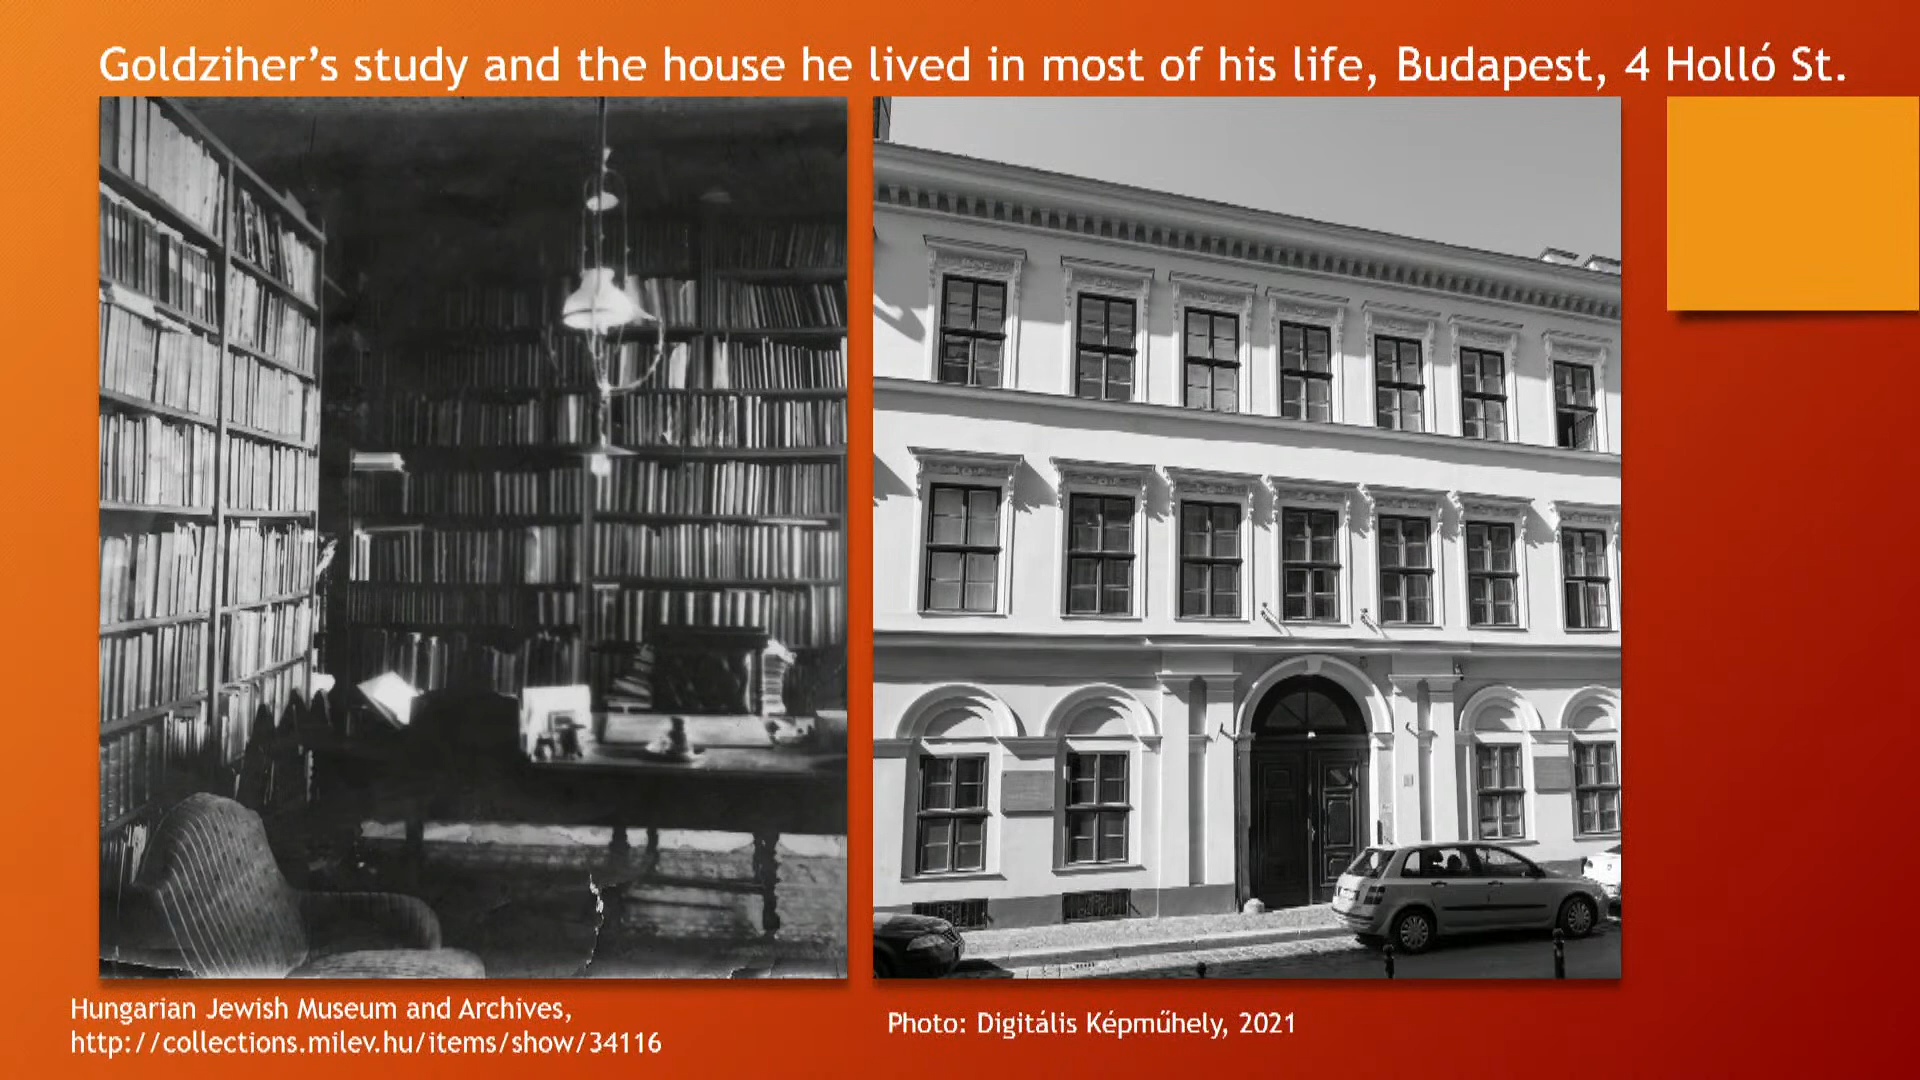 Goldziher’s study and the house he lived in most of his life, Budapest, 4 Holló St.
Hungarian Jewish Museum and Archives,
http://collections.milev.hu/items/show/34116
Photo: Digitális Képműhely, 2021